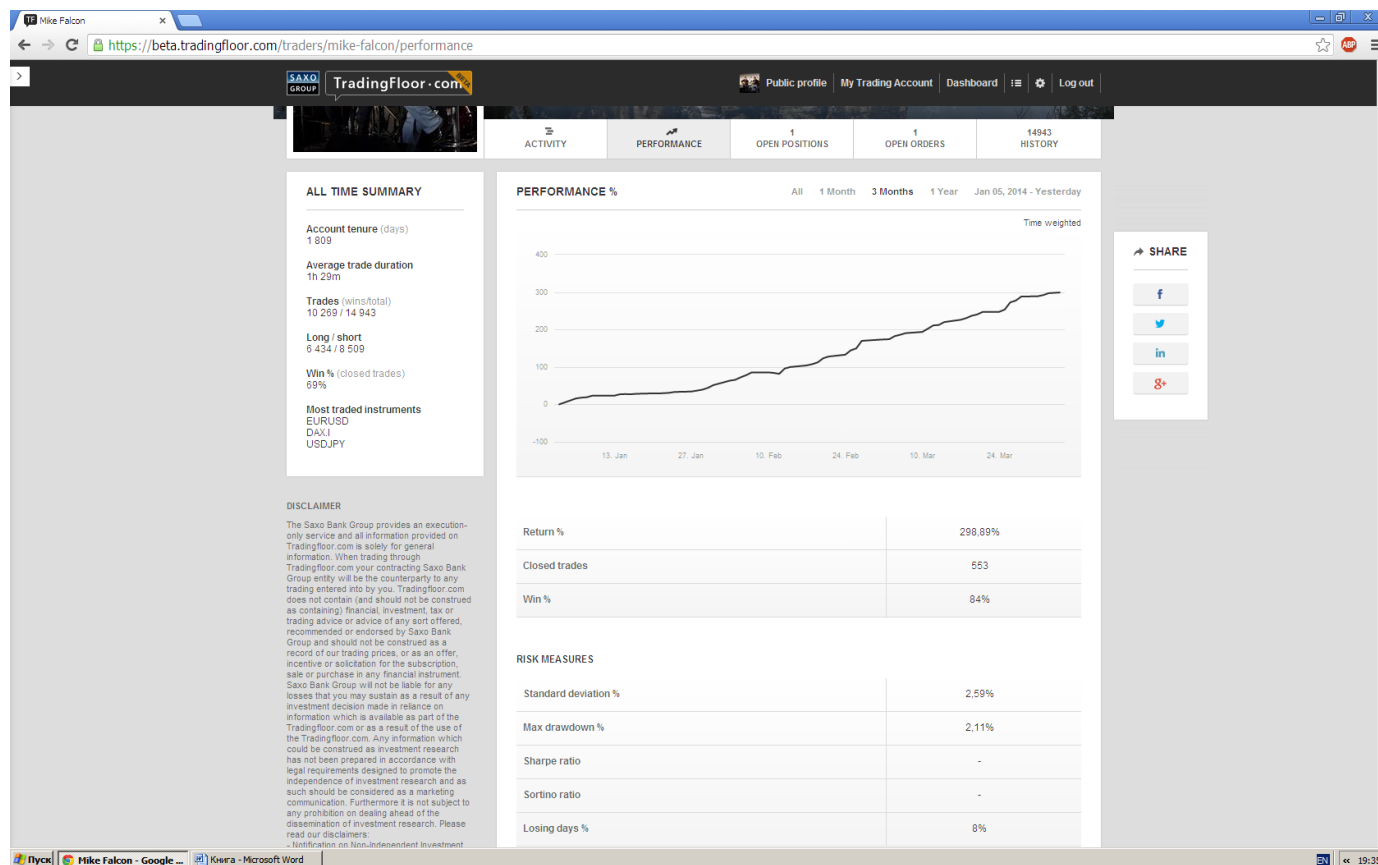 Mike Falcon
https://beta.tradingfloor.com/traders/mike-falcon/performance
ABP
SAXO
GROUP
TradingFloor·com
BETA
Public profile
My Trading Account
Dashboard
Log out
ACTIVITY
PERFORMANCE
1
OPEN POSITIONS
1
OPEN ORDERS
14943
HISTORY
ALL TIME SUMMARY
Account tenure (days)
1 809
Average trade duration
1h 29m
Trades (wins/total)
10 269 / 14 943
Long / short
6 434 / 8 509
Win % (closed trades)
69%
Most traded instruments
EURUSD
DAX.I
USDJPY
PERFORMANCE %
All 1 Month 3 Months 1 Year Jan 05, 2014 - Yesterday
Time weighted
400
300
200
100
0
-100
13. Jan 27. Jan 10. Feb 24. Feb 10. Mar 24. Mar
SHARE
f
in
g+
DISCLAIMER
The Saxo Bank Group provides an execution-
only service and all information provided on
Tradingfloor.com is solely for general
information. When trading through
Tradingfloor.com your contracting Saxo Bank
Group entity will be the counterparty to any
trading entered into by you. Tradingfloor.com
does not contain (and should not be construed
as containing) financial, investment, tax or
trading advice or advice of any sort offered,
recommended or endorsed by Saxo Bank
Group and should not be construed as a
record of our trading prices, or as an offer,
incentive or solicitation for the subscription,
sale or purchase in any financial instrument.
Saxo Bank Group will not be liable for any
losses that you may sustain as a result of any
investment decision made in reliance on
information which is available as part of the
Tradingfloor.com or as a result of the use of
the Tradingfloor.com. Any information which
could be construed as investment research
has not been prepared in accordance with
legal requirements designed to promote the
independence of investment research and as
such should be considered as a marketing
communication. Furthermore it is not subject to
any prohibition on dealing ahead of the
dissemination of investment research. Please
read our disclaimers:
- Notification on Non-Independent Investment
Return % 298,89%
Closed trades 553
Win % 84%
RISK MEASURES
Standard deviation % 2,59%
Max drawdown % 2,11%
Sharpe ratio -
Sortino ratio -
Losing days % 8%
Пуск
Mike Falcon - Google ...
Книга - Microsoft Word
EN
19:35